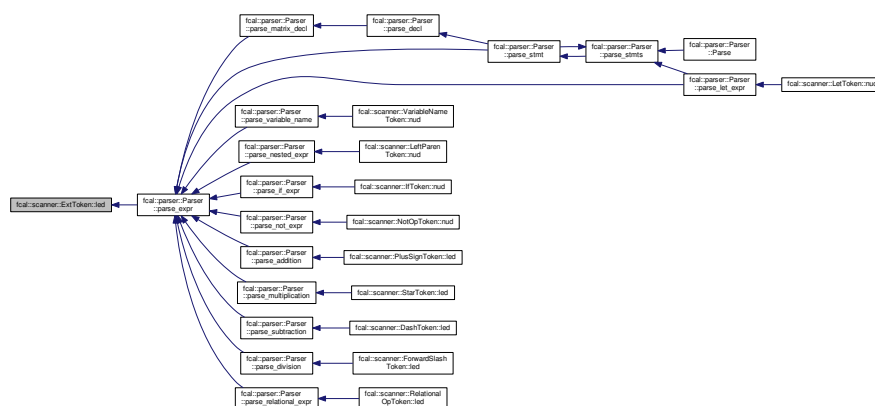 fcal::parser::Parser
::parse_matrix_decl
fcal::parser::Parser
::parse_decl
fcal::parser::Parser
::parse_stmt
fcal::parser::Parser
::parse_stmts
fcal::parser::Parser
::Parse
fcal::parser::Parser
::parse_let_expr
fcal::scanner::LetToken::nud
fcal::parser::Parser
::parse_variable_name
fcal::scanner::VariableName
Token::nud
fcal::parser::Parser
::parse_nested_expr
fcal::scanner::LeftParen
Token::nud
fcal::parser::Parser
::parse_if_expr
fcal::scanner::IfToken::nud
fcal::scanner::ExtToken::led
fcal::parser::Parser
::parse_expr
fcal::parser::Parser
::parse_not_expr
fcal::scanner::NotOpToken::nud
fcal::parser::Parser
::parse_addition
fcal::scanner::PlusSignToken::led
fcal::parser::Parser
::parse_multiplication
fcal::scanner::StarToken::led
fcal::parser::Parser
::parse_subtraction
fcal::scanner::DashToken::led
fcal::parser::Parser
::parse_division
fcal::scanner::ForwardSlash
Token::led
fcal::parser::Parser
::parse_relational_expr
fcal::scanner::Relational
OpToken::led